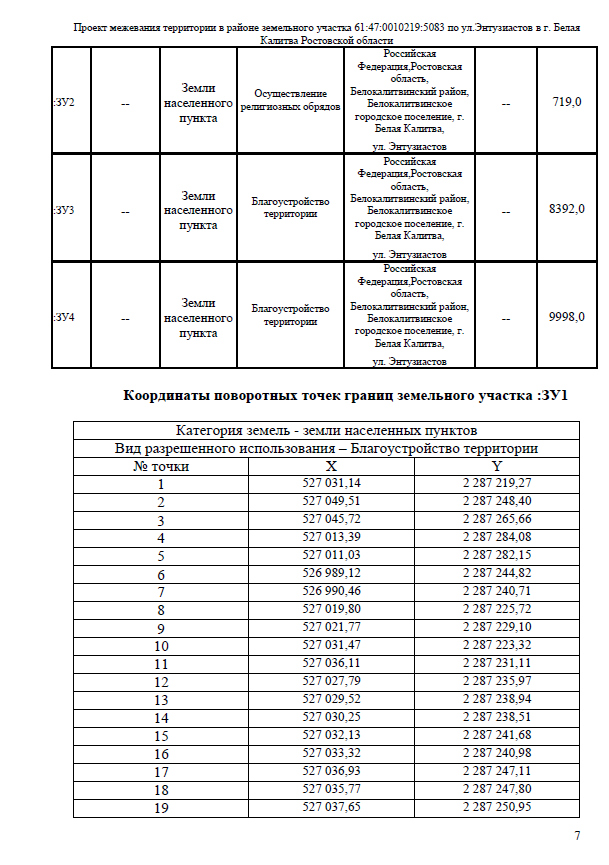 Проект межевания территории в районе земельного участка 61:47:0010219:5083 по ул.Энтузиастов в г. Белая
Калитва Ростовской области
:ЗУ2
--
Земли
населенного
пункта
Осуществление
религиозных обрядов
Российская
Федерация,Ростовская
область,
Белокалитвинский район,
Белокалитвинское
городское поселение, г.
Белая Калитва,
ул. Энтузиастов
--
719,0
:ЗУ3
--
Земли
населенного
пункта
Благоустройство
территории
Российская
Федерация,Ростовская
область,
Белокалитвинский район,
Белокалитвинское
городское поселение, г.
Белая Калитва,
ул. Энтузиастов
--
8392,0
:ЗУ4
--
Земли
населенного
пункта
Благоустройство
территории
Российская
Федерация,Ростовская
область,
Белокалитвинский район,
Белокалитвинское
городское поселение, г.
Белая Калитва,
ул. Энтузиастов
--
9998,0
Координаты поворотных точек границ земельного участка :ЗУ1
Категория земель - земли населенных пунктов
Вид разрешенного использования – Благоустройство территории
№ точки X Y
1 527 031,14 2 287 219,27
2 527 049,51 2 287 248,40
3 527 045,72 2 287 265,66
4 527 013,39 2 287 284,08
5 527 011,03 2 287 282,15
6 526 989,12 2 287 244,82
7 526 990,46 2 287 240,71
8 527 019,80 2 287 225,72
9 527 021,77 2 287 229,10
10 527 031,47 2 287 223,32
11 527 036,11 2 287 231,11
12 527 027,79 2 287 235,97
13 527 029,52 2 287 238,94
14 527 030,25 2 287 238,51
15 527 032,13 2 287 241,68
16 527 033,32 2 287 240,98
17 527 036,93 2 287 247,11
18 527 035,77 2 287 247,80
19 527 037,65 2 287 250,95
7